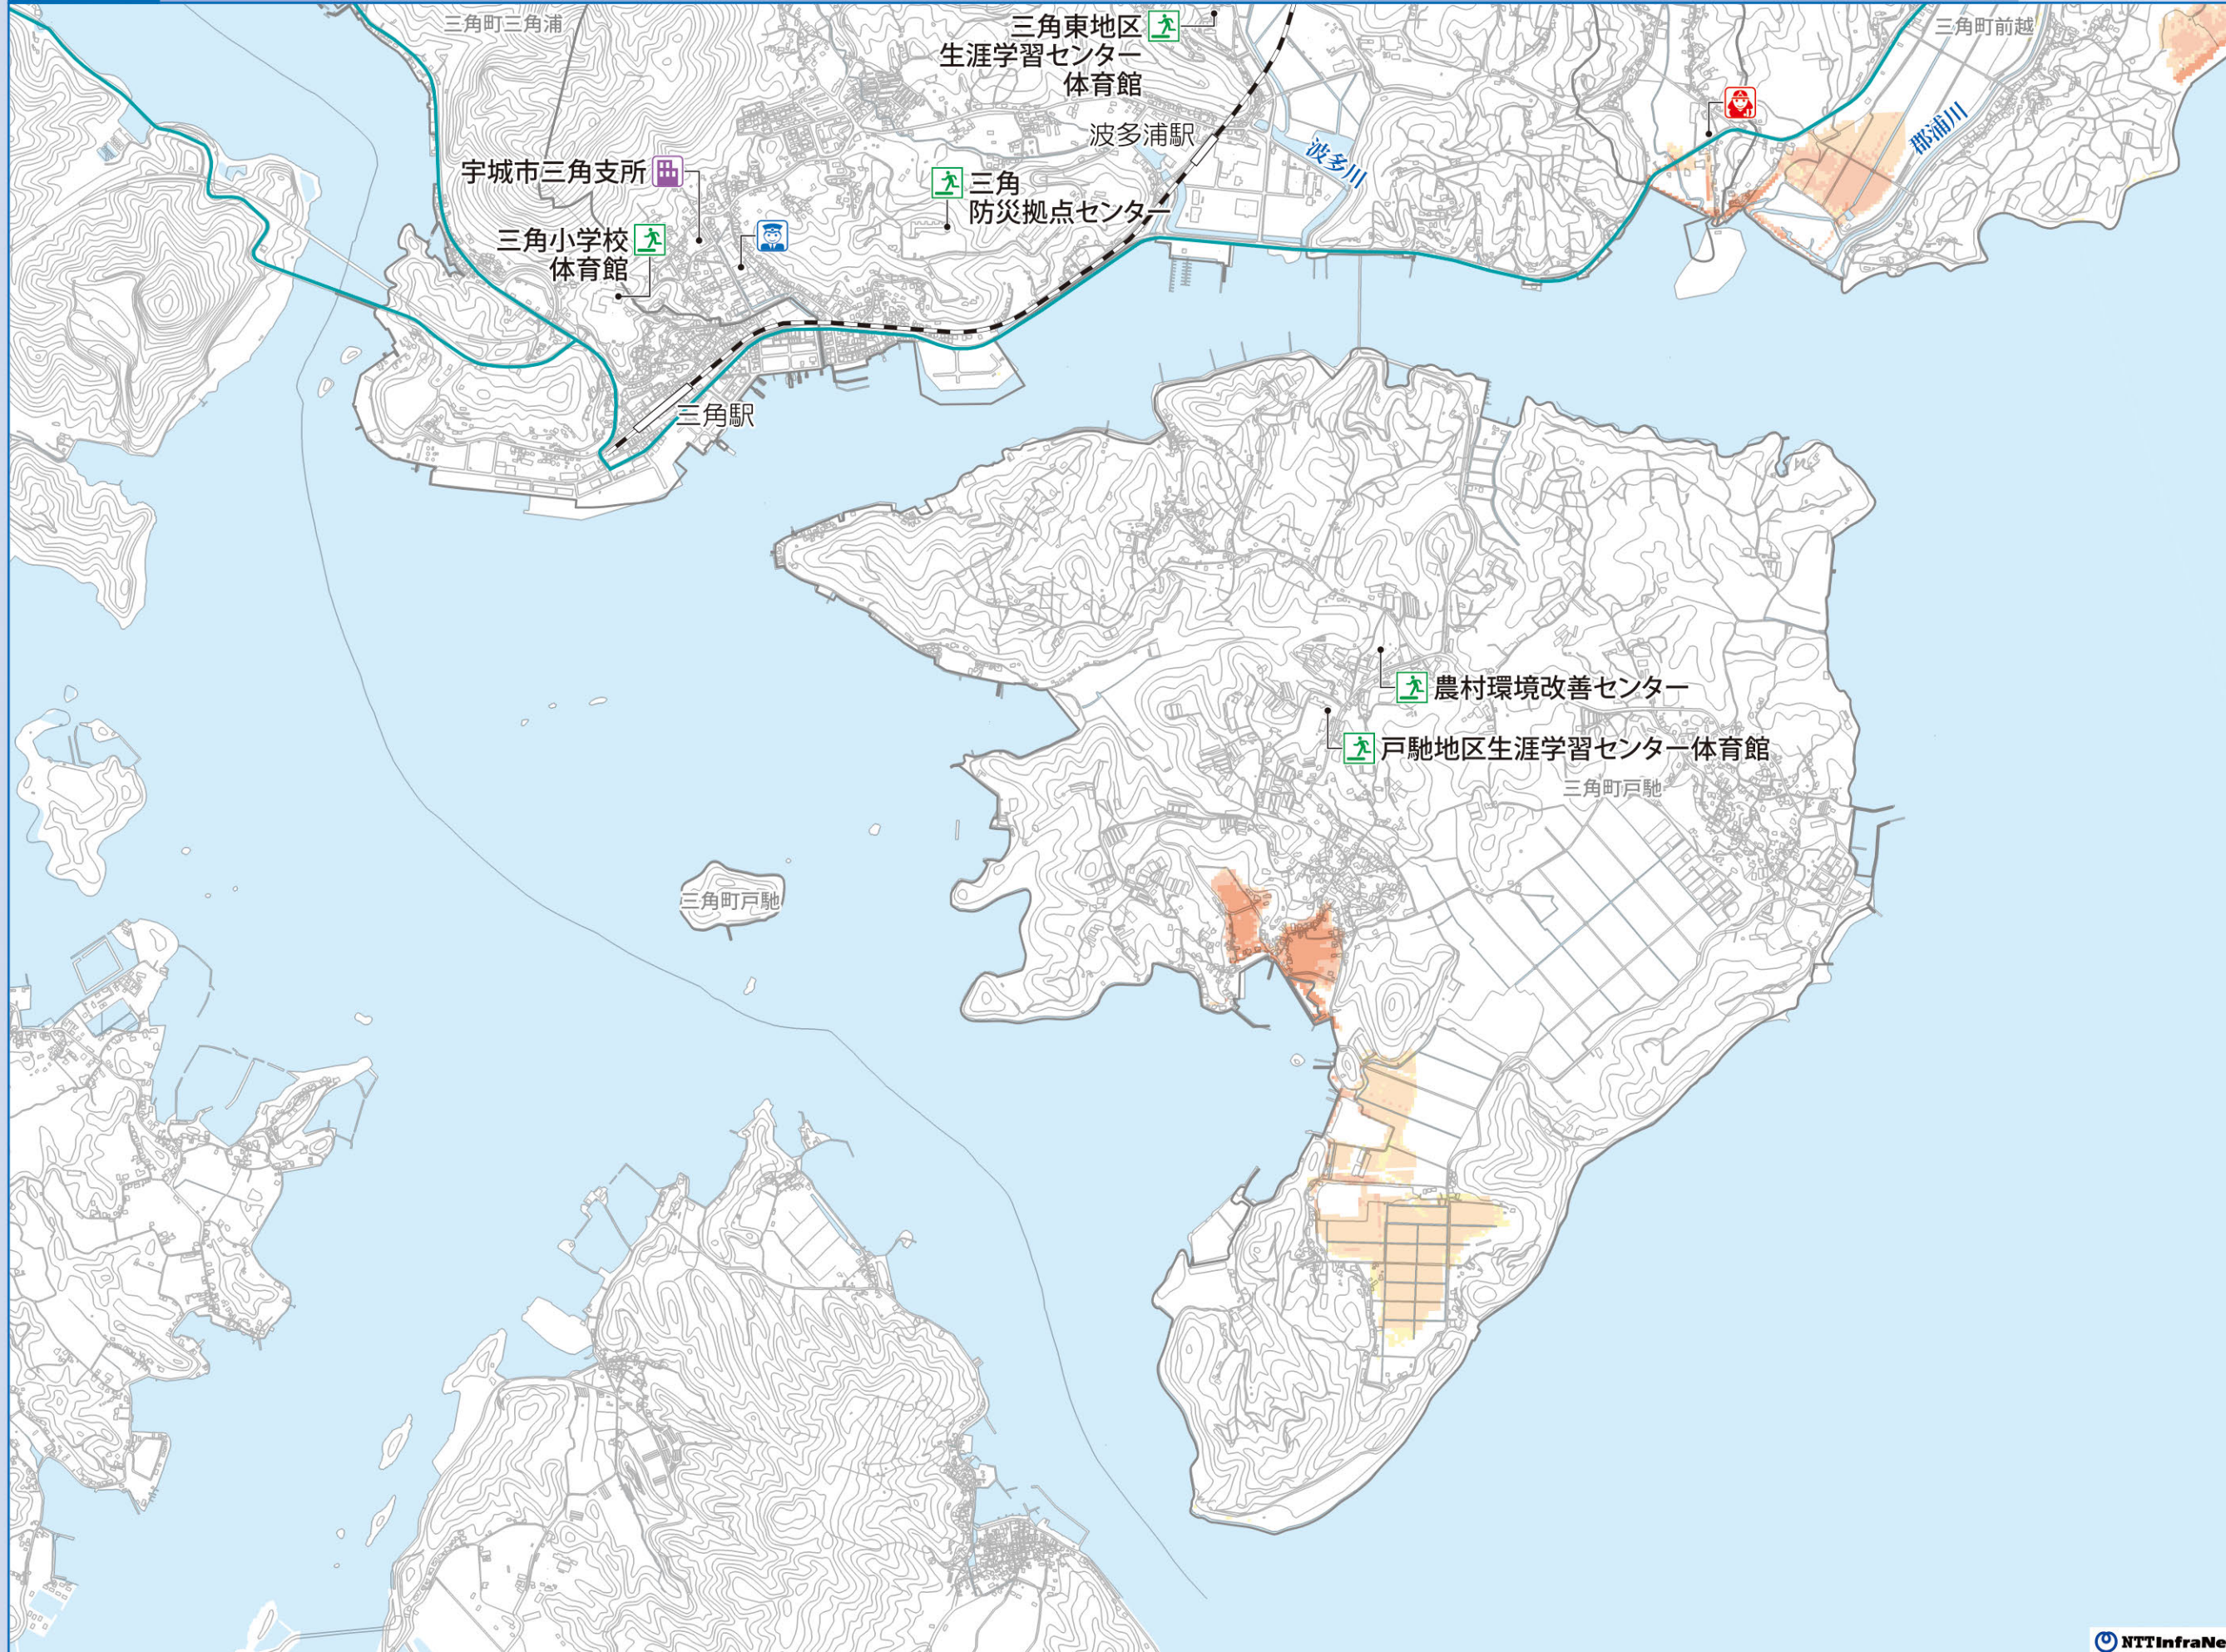 三角町三角浦
三角東地区
生涯学習センター
体育館
三角町前越
波多浦駅
波多川
郡浦川
宇城市三角支所
三角
防災拠点センター
三角小学校
体育館
三角駅
農村環境改善センター
戸馳地区生涯学習センター体育館
三角町戸馳
三角町戸馳
NTTInfraNe